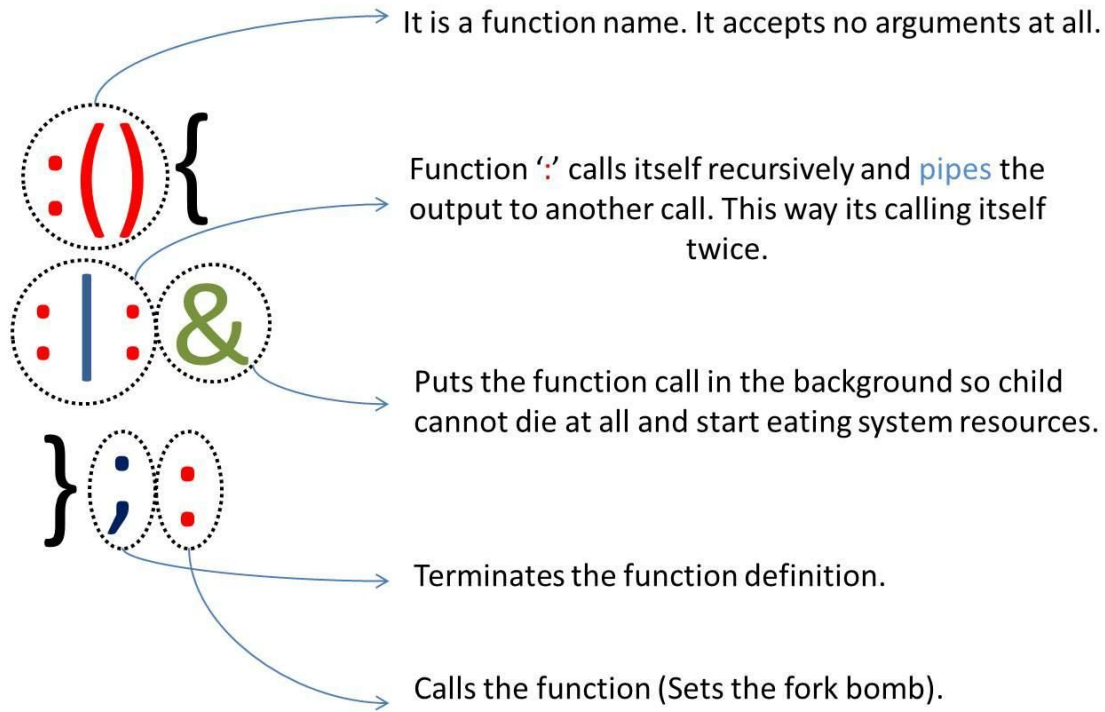 It is a function name. It accepts no arguments at all.
:() {
Function ‘:’ calls itself recursively and pipes the
output to another call. This way its calling itself
twice.
:|: &
Puts the function call in the background so child
cannot die at all and start eating system resources.
} ; :
Terminates the function definition.
Calls the function (Sets the fork bomb).